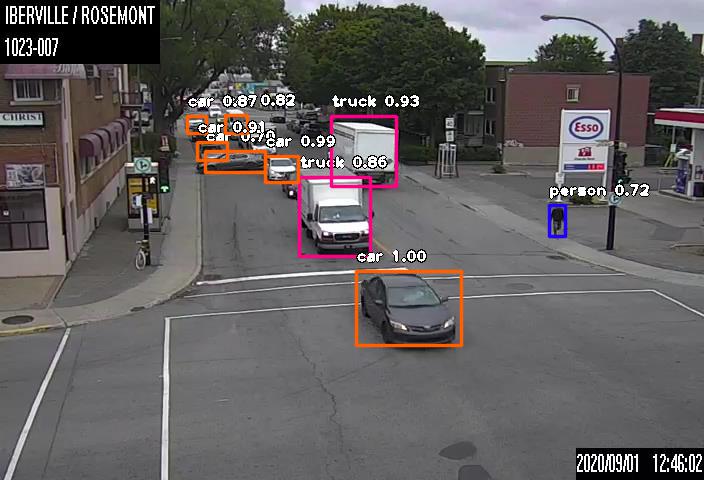 IBERVILLE / ROSEMONT
1023-007
car 0.87
0.82
truck 0.93
car 0.91
car 0.70
car 0.99
truck 0.86
CHRIST
Esso
person 0.72
car 1.00
2020/09/01 12:46:02